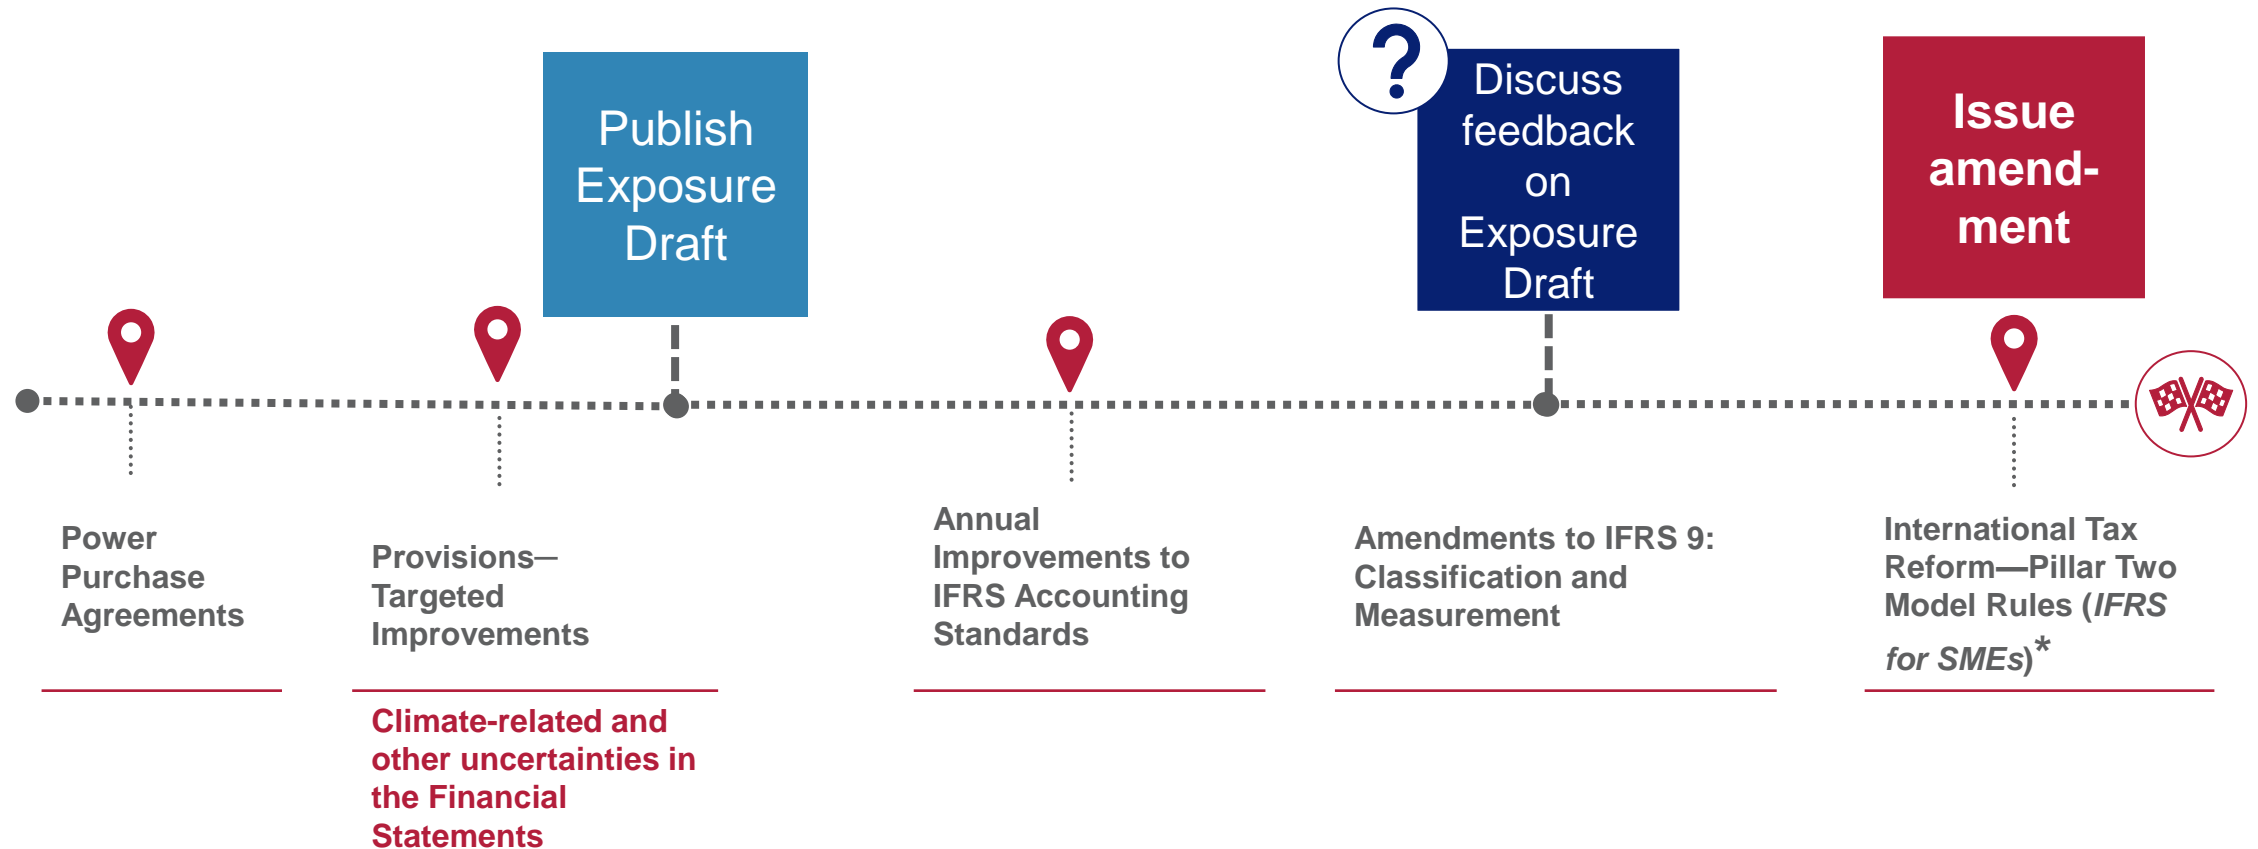 Publish
Exposure
Draft
?
Discuss
feedback
on
Exposure
Draft
Issue
amend-
ment
Power
Purchase
Agreements
Provisions—
Targeted
Improvements
Climate-related and
other uncertainties in
the Financial
Statements
Annual
Improvements to
IFRS Accounting
Standards
Amendments to IFRS 9:
Classification and
Measurement
International Tax
Reform—Pillar Two
Model Rules (IFRS
for SMEs)*